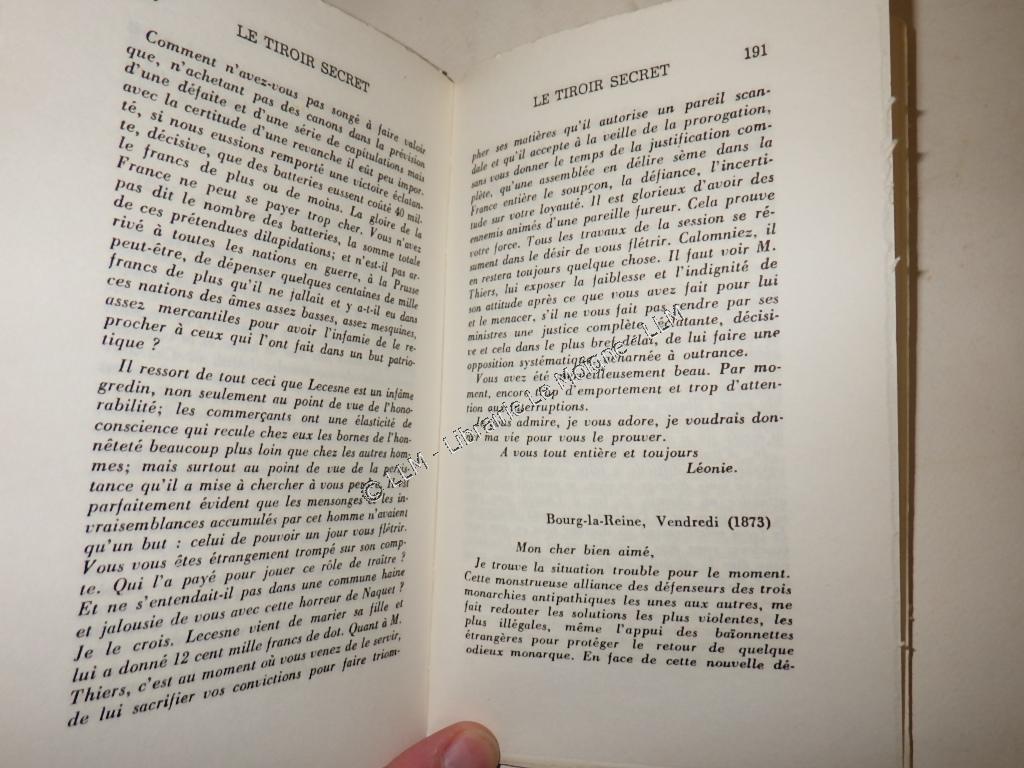 LE TIROIR SECRET
Comment n'avez-vous pas songé à faire valoir
que, n'achetant pas des canons dans la prévision
d'une défaite et d'une série de capitulations mais
avec la certitude d'une revanche il eût peu impor-
té, si nous eussions remporté une victoire éclatan-
te, décisive, que des batteries eussent coûté 40 mil-
le francs de plus ou de moins. La gloire de la
France ne peut se payer trop cher. Vous n'avez
pas dit le nombre des batteries, la somme totale
de ces prétendues dilapidations; et n'est-il pas ar-
rivé à toutes les nations en guerre, à la Prusse
peut-être, de dépenser quelques centaines de mille
francs de plus qu'il ne fallait et y a-t-il eu dans
ces nations des âmes assez basses, assez mesquines,
assez mercantiles pour avoir l'infamie de le re-
procher à ceux qui l'ont fait dans un but patrio-
tique ?
Il ressort de tout ceci que Lecesne est un infâme
gredin, non seulement au point de vue de l'hono-
rabilité; les commerçants ont une élasticité de
conscience qui recule chez eux les bornes de l'hon-
nêteté beaucoup plus loin que chez les autres hom-
mes; mais surtout au point de vue de la
tance qu'il a mise à chercher à vous Il est
parfaitement évident que les mensonges les in-
vraisemblances accumulés par cet homme n'avaient
qu'un but : celui de pouvoir un jour vous flétrir.
Vous vous êtes étrangement trompé sur son comp-
te. Qui l'a payé pour jouer ce rôle de traître ?
Et ne s'entendait-il pas dans une commune haine
et jalousie de vous avec cette horreur de Naquet ?
Je le crois. Lecesne vient de marier sa fille et
lui a donné 12 cent mille francs de dot. Quant à M.
Thiers, c'est au moment où vous venez de le servir,
de lui sacrifier vos convictions pour faire triom-
191
LE TIROIR SECRET
pher ses matières qu'il autorise un pareil scan-
dale et qu'il accepte à la veille de la prorogation,
sans vous donner le temps de la justification com-
plète, qu'une assemblée en délire sème dans la
France entière le soupçon, la défiance, l'incerti-
tude sur votre loyauté. Il est glorieux d'avoir des
ennemis animés d'une pareille fureur. Cela prouve
votre force. Tous les travaux de la session se ré-
sument dans le désir de vous flétrir. Calomniez, il
en restera toujours quelque chose. Il faut voir M.
Thiers, lui exposer la faiblesse et l'indignité de
son attitude après ce que vous avez fait pour lui
et le menacer, s'il ne vous fait pas rendre par ses
ministres une justice complète, éclatante, décisi-
ve et cela dans le plus bref délai, de lui faire une
opposition systématique, acharnée à outrance.
Vous avez été merveilleusement beau. Par mo-
ment, encore trop d'emportement et trop d'atten-
tion aux interruptions.
Je vous admire, je vous adore, je voudrais don-
ner ma vie pour vous le prouver.
A vous tout entière et toujours
Léonie.
Bourg-la-Reine, Vendredi (1873)
Mon cher bien aimé,
Je trouve la situation trouble pour le moment.
Cette monstrueuse alliance des défenseurs des trois
monarchies antipathiques les unes aux autres, me
fait redouter les solutions les plus violentes, les
plus illégales, même l'appui des baïonnettes
étrangères pour protéger le retour de quelque
odieux monarque. En face de cette nouvelle dé-
© LLM - Librairie Le Moigne - LLM